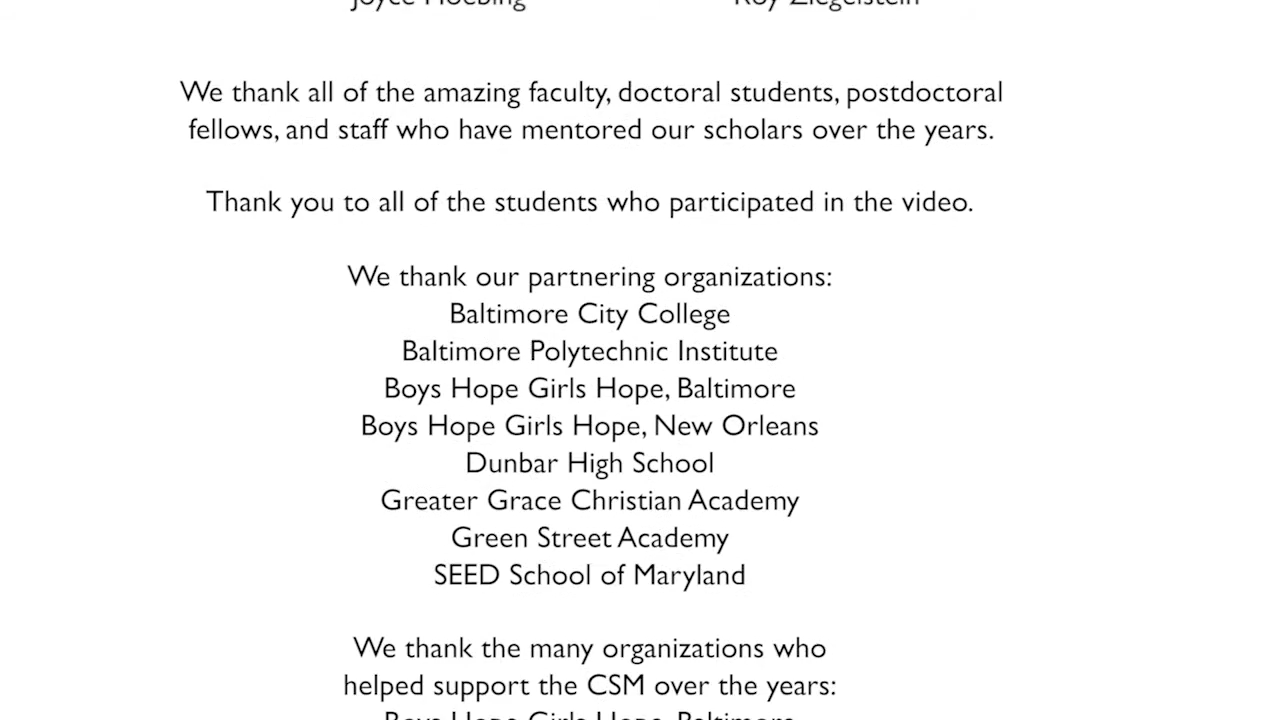 Joyce Hoebing Roy Ziegelstein
We thank all of the amazing faculty, doctoral students, postdoctoral
fellows, and staff who have mentored our scholars over the years.
Thank you to all of the students who participated in the video.
We thank our partnering organizations:
Baltimore City College
Baltimore Polytechnic Institute
Boys Hope Girls Hope, Baltimore
Boys Hope Girls Hope, New Orleans
Dunbar High School
Greater Grace Christian Academy
Green Street Academy
SEED School of Maryland
We thank the many organizations who
helped support the CSM over the years:
Boys Hope Girls Hope, Baltimore